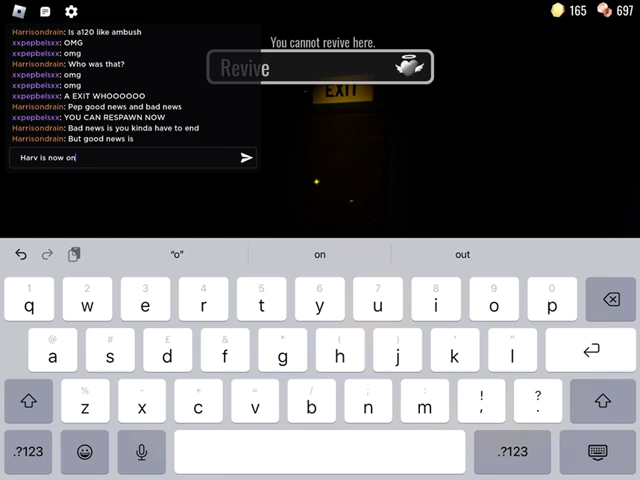 165
697
Harrisondrain: Is a120 like ambush
xxpepbelsxx: OMG
xxpepbelsxx: omg
Harrisondrain: Who was that?
xxpepbelsxx: omg
xxpepbelsxx: omg
xxpepbelsxx: A EXIT WHOOOOOO
Harrisondrain: Pep good news and bad news
xxpepbelsxx: YOU CAN RESPAWN NOW
Harrisondrain: Bad news is you kinda have to end
Harrisondrain: But good news is
Harv is now on
You cannot revive here.
Revive
EXIT
“o” on out
1 2 3 4 5 6 7 8 9 0
q w e r t y u i o p
@ # £ & * ( ) ' "
a s d f g h j k l
% - + = / ; : ! ?
z x c v b n m , .
.?123 .?123